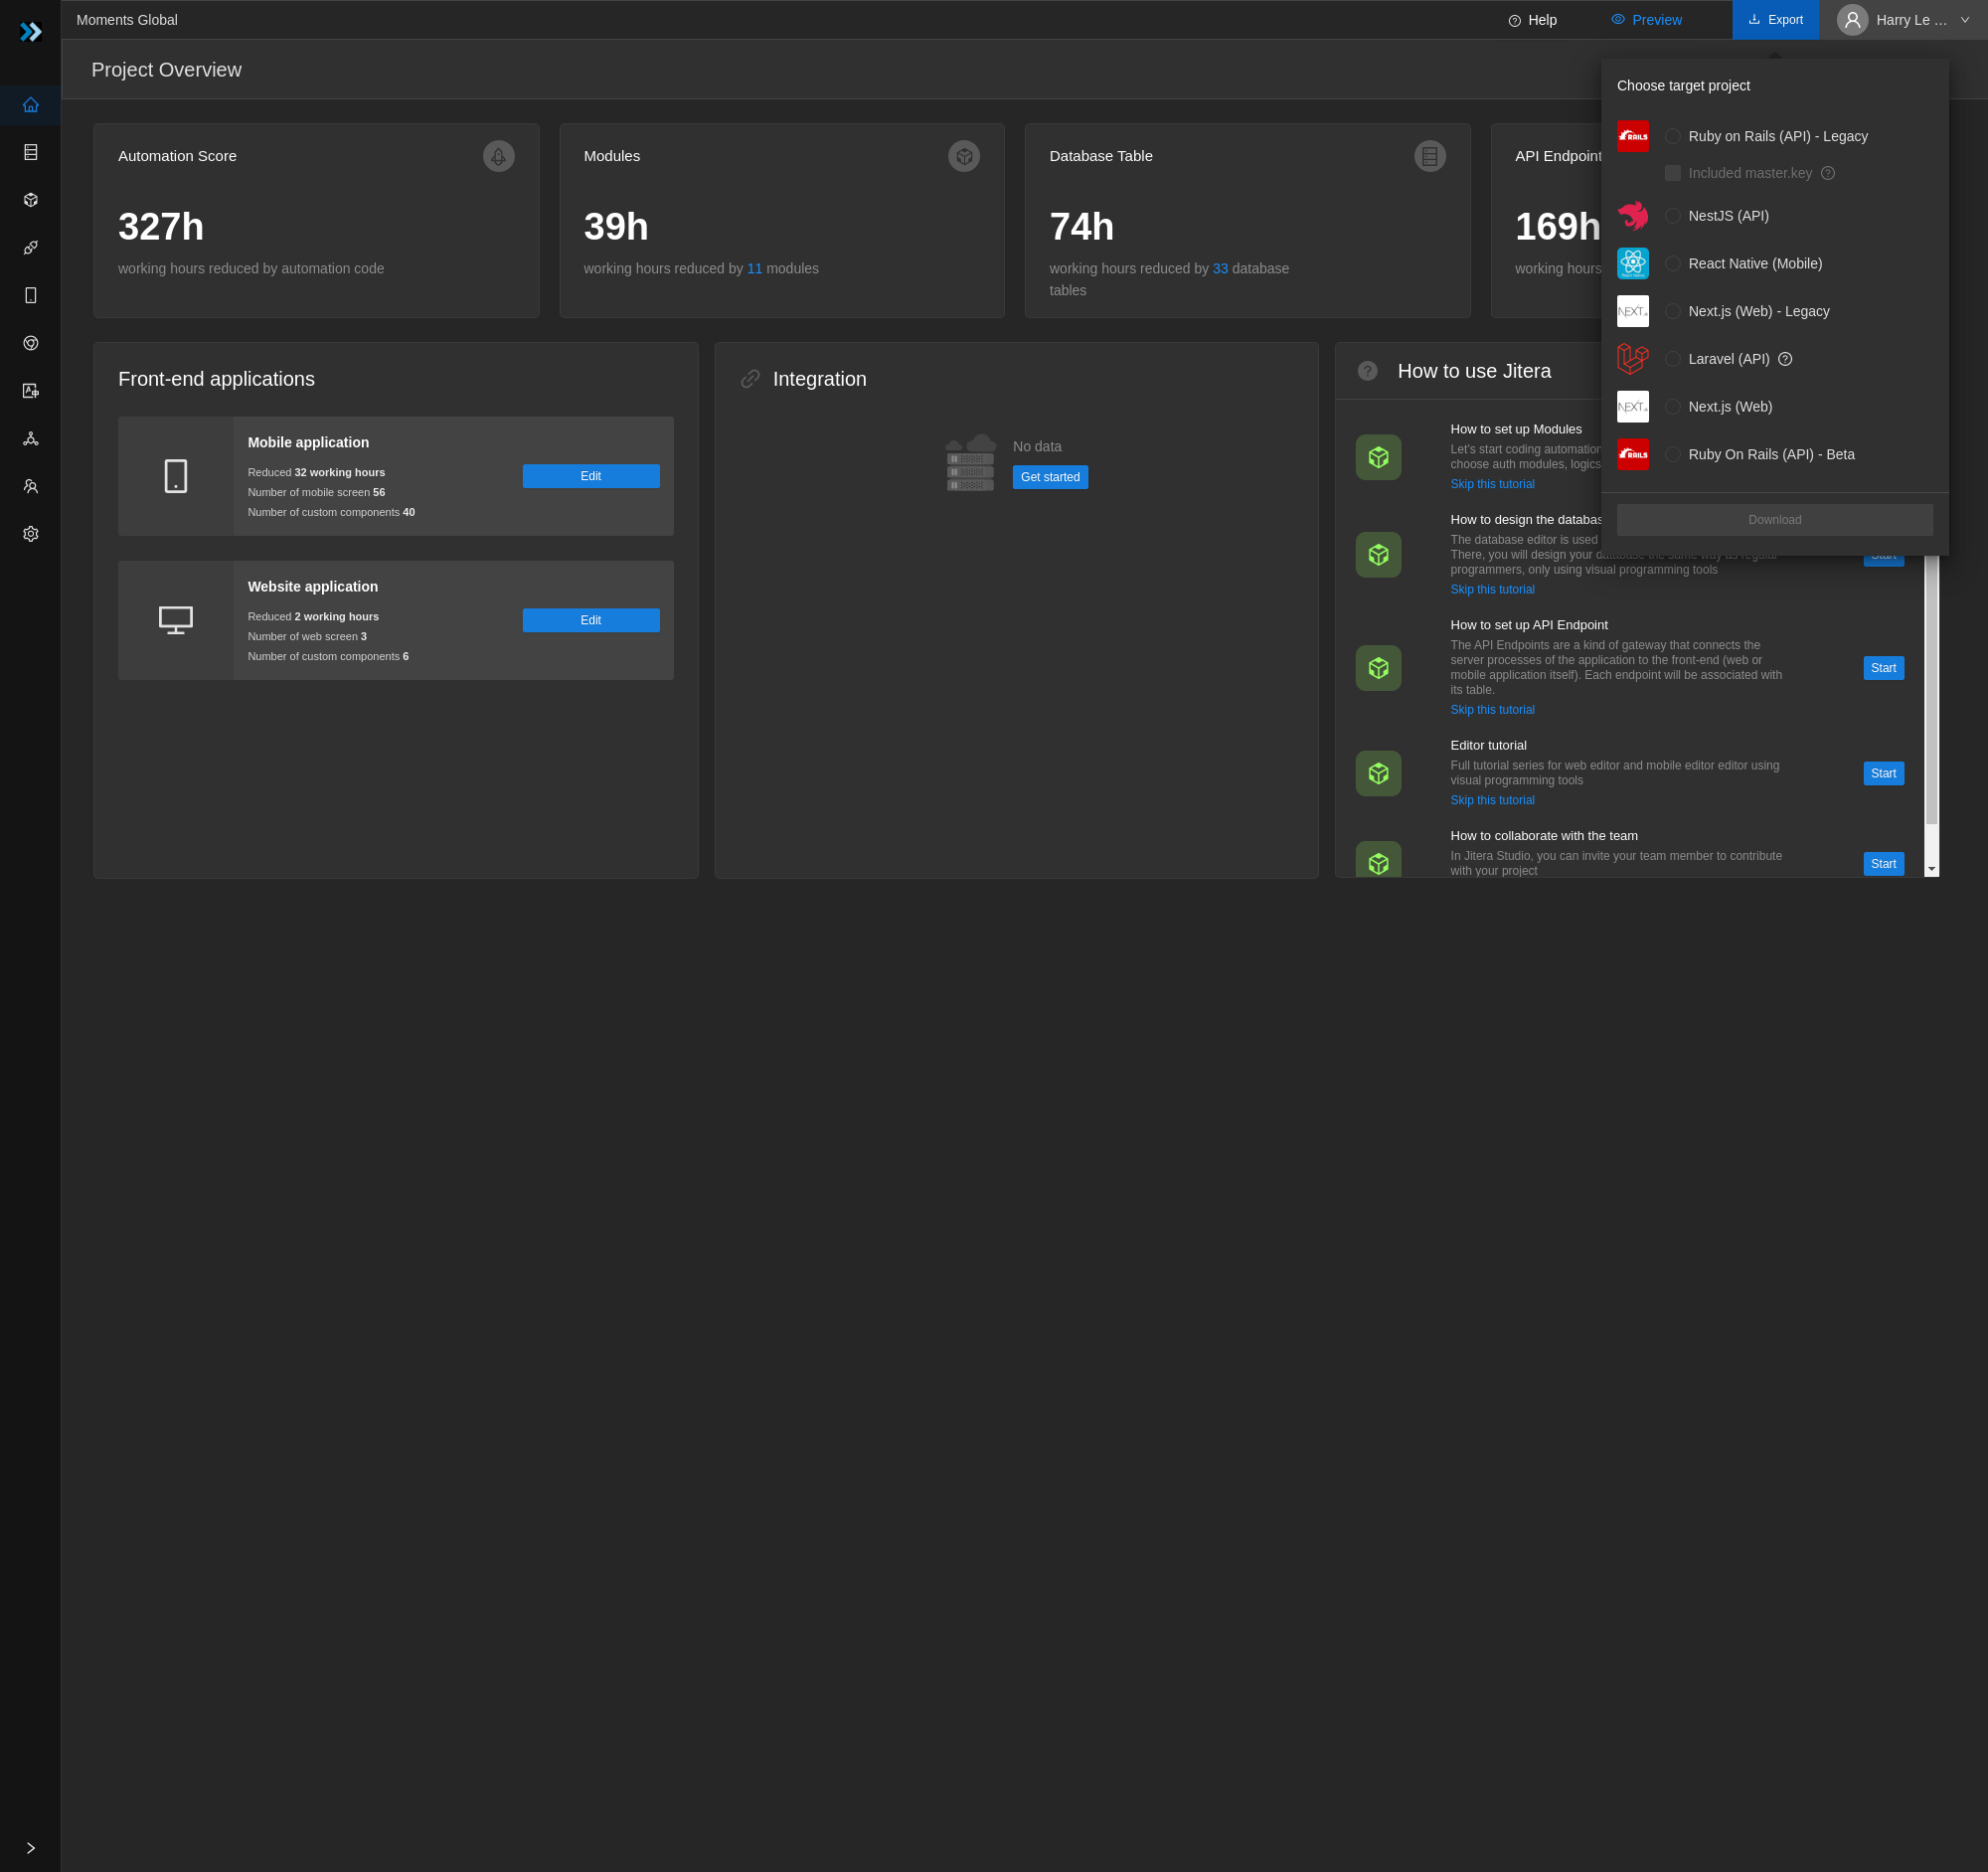 Moments Global
Help
Preview
Export
Harry Le ...
Project Overview
Automation Score
327h
working hours reduced by automation code
Modules
39h
working hours reduced by 11 modules
Database Table
74h
working hours reduced by 33 database
tables
API Endpoint
169h
working hours
Choose target project
RAILS
Ruby on Rails (API) - Legacy
Included master.key
NestJS (API)
React Native (Mobile)
NEXT.js
Next.js (Web) - Legacy
Laravel (API)
NEXT.js
Next.js (Web)
RAILS
Ruby On Rails (API) - Beta
Download
Front-end applications
Mobile application
Reduced 32 working hours
Number of mobile screen 56
Number of custom components 40
Edit
Website application
Reduced 2 working hours
Number of web screen 3
Number of custom components 6
Edit
Integration
No data
Get started
How to use Jitera
How to set up Modules
Let's start coding automation
choose auth modules, logics
Skip this tutorial
How to design the databas
The database editor is used
There, you will design your database the same way as regular
programmers, only using visual programming tools
Skip this tutorial
Start
How to set up API Endpoint
The API Endpoints are a kind of gateway that connects the
server processes of the application to the front-end (web or
mobile application itself). Each endpoint will be associated with
its table.
Skip this tutorial
Start
Editor tutorial
Full tutorial series for web editor and mobile editor editor using
visual programming tools
Skip this tutorial
Start
How to collaborate with the team
In Jitera Studio, you can invite your team member to contribute
with your project
Start